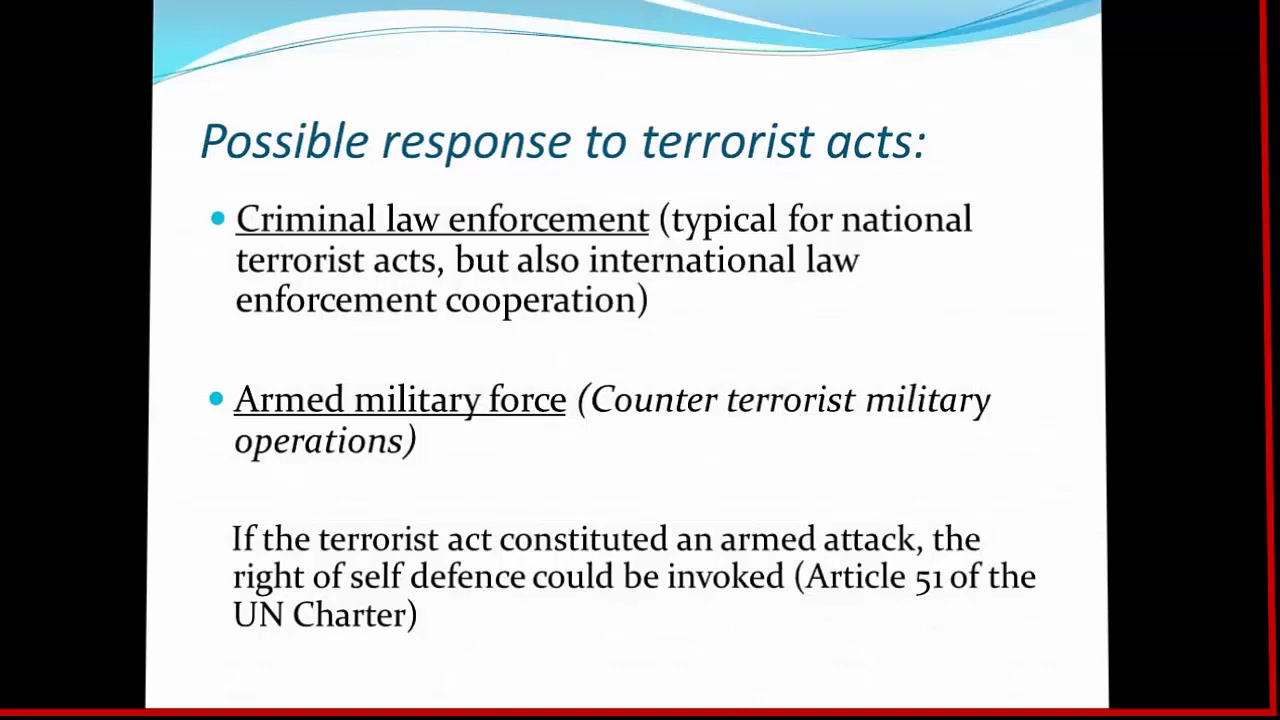 Possible response to terrorist acts:
Criminal law enforcement (typical for national
terrorist acts, but also international law
enforcement cooperation)
Armed military force (Counter terrorist military
operations)
If the terrorist act constituted an armed attack, the
right of self defence could be invoked (Article 51 of the
UN Charter)